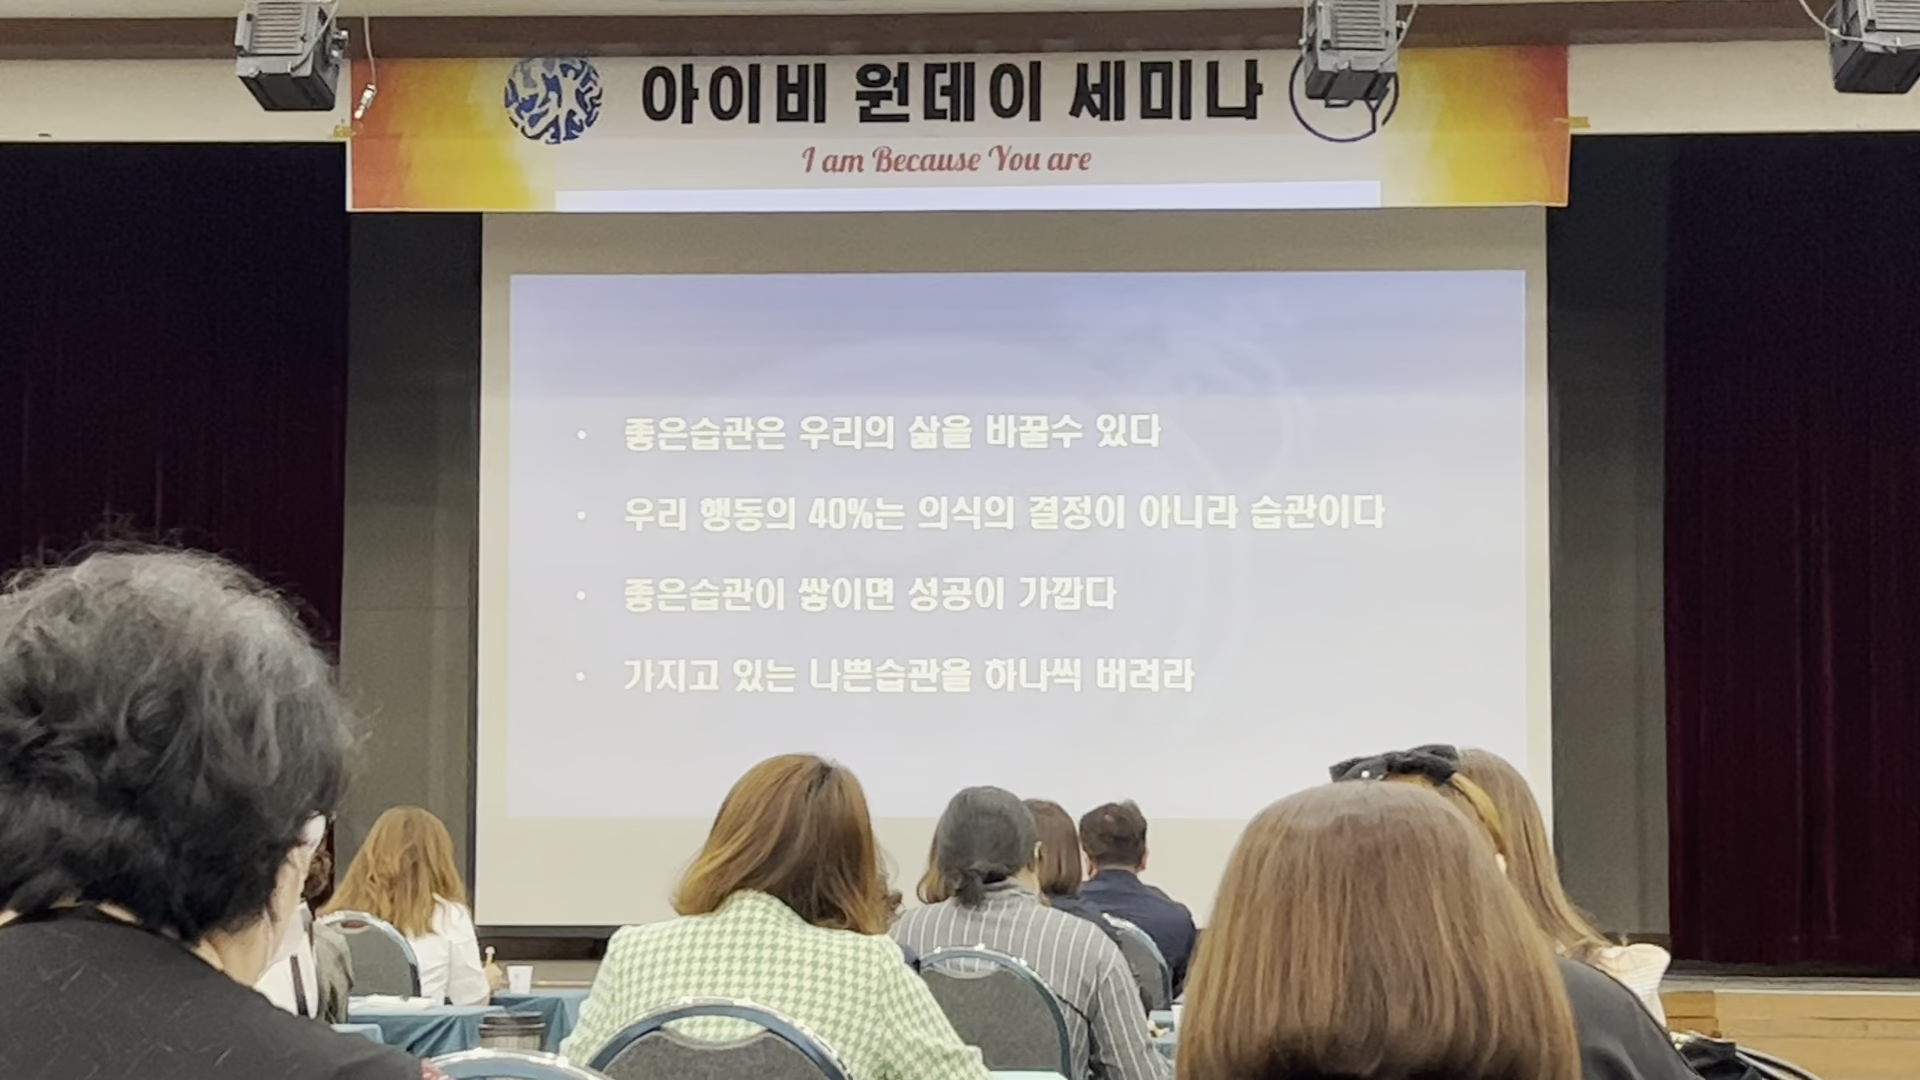 아이비 원데이 세미나
I am Because You are
• 좋은습관은 우리의 삶을 바꿀수 있다
• 우리 행동의 40%는 의식의 결정이 아니라 습관이다
• 좋은습관이 쌓이면 성공이 가깝다
• 가지고 있는 나쁜습관을 하나씩 버려라